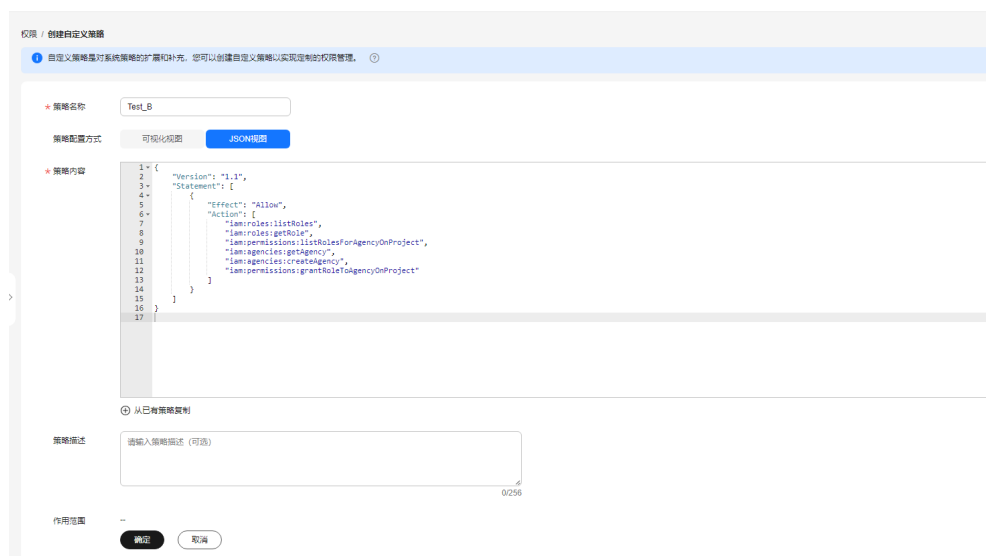 权限 / 创建自定义策略
自定义策略是对系统策略的扩展和补充，您可以创建自定义策略以实现定制的权限管理。
* 策略名称 Test_B
策略配置方式 可视化视图 JSON视图
* 策略内容
1 {
2 "Version": "1.1",
3 "Statement": [
4 {
5 "Effect": "Allow",
6 "Action": [
7 "iam:roles:listRoles",
8 "iam:roles:getRole",
9 "iam:permissions:listRolesForAgencyOnProject",
10 "iam:agencies:getAgency",
11 "iam:agencies:createAgency",
12 "iam:permissions:grantRoleToAgencyOnProject"
13 ]
14 }
15 ]
16 }
17
从已有策略复制
策略描述 请输入策略描述（可选）
0/256
作用范围 --
确定 取消